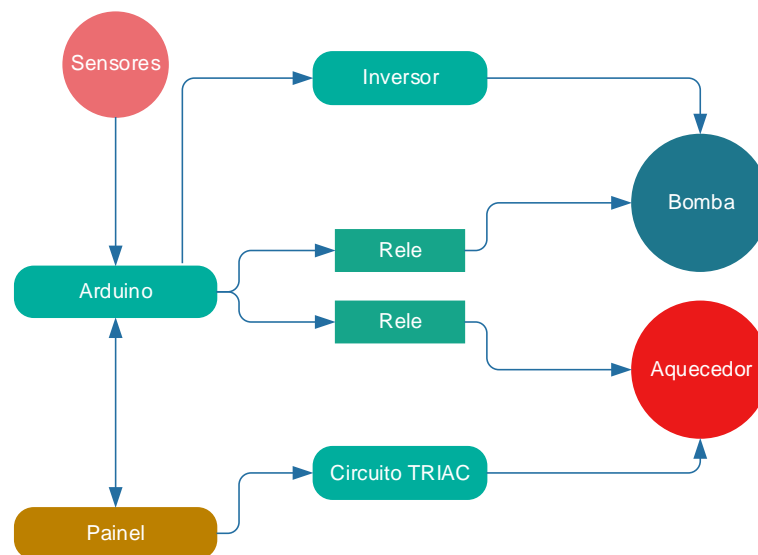 Sensores
Inversor
Bomba
Rele
Arduino
Rele
Aquecedor
Circuito TRIAC
Painel